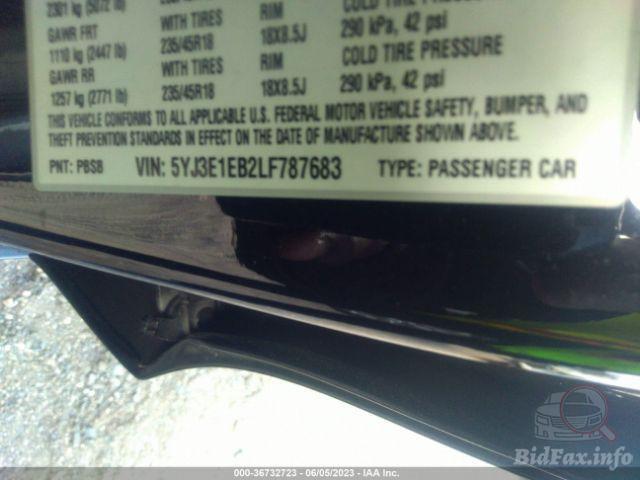 2301 kg (5072 lb)
GAWR FRT WITH TIRES RIM COLD TIRE PRESSURE
1110 kg (2447 lb) 235/45R18 18X8.5J 290 kPa, 42 psi
GAWR RR WITH TIRES RIM COLD TIRE PRESSURE
1257 kg (2771 lb) 235/45R18 18X8.5J 290 kPa, 42 psi
THIS VEHICLE CONFORMS TO ALL APPLICABLE U.S. FEDERAL MOTOR VEHICLE SAFETY, BUMPER, AND
THEFT PREVENTION STANDARDS IN EFFECT ON THE DATE OF MANUFACTURE SHOWN ABOVE.
PNT: PBSB VIN: 5YJ3E1EB2LF787683 TYPE: PASSENGER CAR
BidFax.info
000-36732723 - 06/05/2023 - IAA Inc.